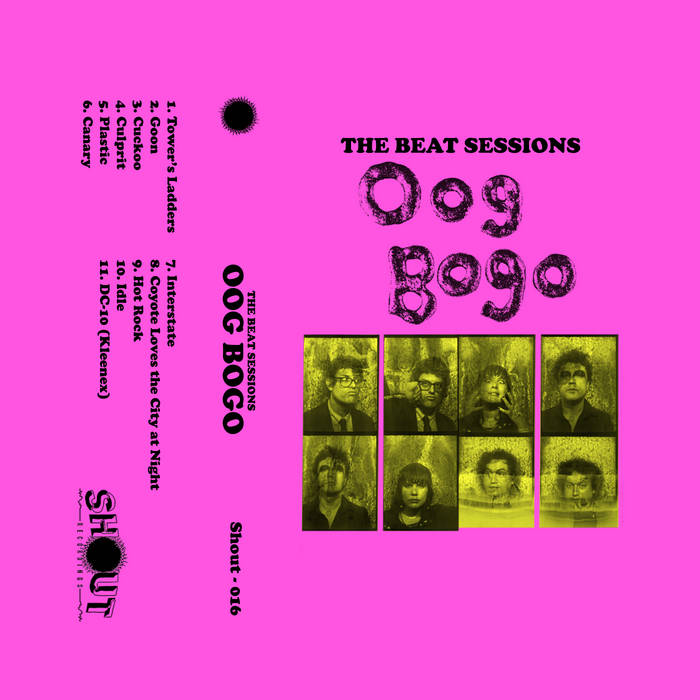 THE BEAT SESSIONS
Oog
Bogo
THE BEAT SESSIONS
OOG BOGO
Shout - 016
1. Tower's Ladders
2. Goon
3. Cuckoo
4. Culprit
5. Plastic
6. Canary
7. Interstate
8. Coyote Loves the City at Night
9. Hot Rock
10. Idle
11. DC-10 (Kleenex)
SHOUT
RECORDINGS